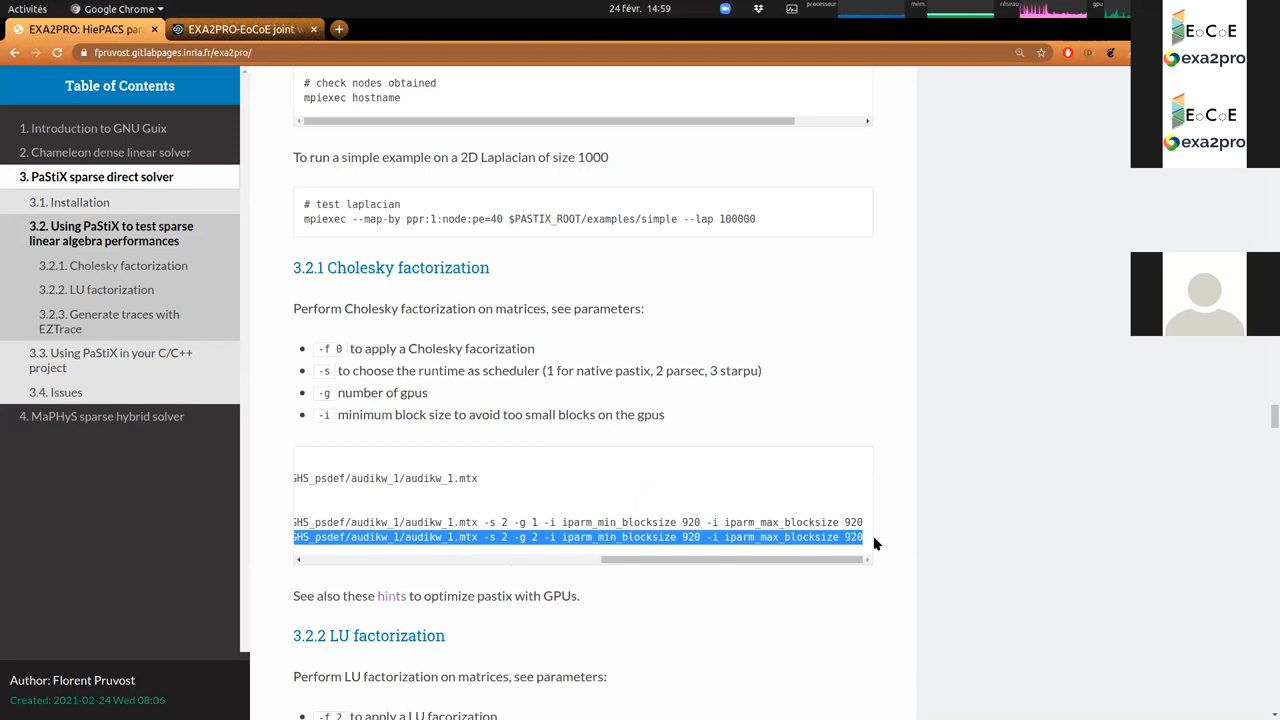 Activités
Google Chrome
24 févr. 14:59
processeur
mém.
réseau
gpu
EXA2PRO: HiePACS par
EXA2PRO-EoCoE joint w
fpruvost.gitlabpages.inria.fr/exa2pro/
Table of Contents
1. Introduction to GNU Guix
2. Chameleon dense linear solver
3. PaStiX sparse direct solver
3.1. Installation
3.2. Using PaStiX to test sparse
linear algebra performances
3.2.1. Cholesky factorization
3.2.2. LU factorization
3.2.3. Generate traces with
EZTrace
3.3. Using PaStiX in your C/C++
project
3.4. Issues
4. MaPHyS sparse hybrid solver
Author: Florent Pruvost
Created: 2021-02-24 Wed 08:06
# check nodes obtained
mpiexec hostname
To run a simple example on a 2D Laplacian of size 1000
# test laplacian
mpiexec --map-by ppr:1:node:pe=40 $PASTIX_ROOT/examples/simple --lap 100000
3.2.1 Cholesky factorization
Perform Cholesky factorization on matrices, see parameters:
-f 0 to apply a Cholesky facorization
-s to choose the runtime as scheduler (1 for native pastix, 2 parsec, 3 starpu)
-g number of gpus
-i minimum block size to avoid too small blocks on the gpus
GHS_psdef/audikw_1/audikw_1.mtx
GHS_psdef/audikw_1/audikw_1.mtx -s 2 -g 1 -i iparm_min_blocksize 920 -i iparm_max_blocksize 920
GHS_psdef/audikw_1/audikw_1.mtx -s 2 -g 2 -i iparm_min_blocksize 920 -i iparm_max_blocksize 920
See also these hints to optimize pastix with GPUs.
3.2.2 LU factorization
Perform LU factorization on matrices, see parameters:
-f 2 to apply a LU facorization
EoCoE
exa2pro
EoCoE
exa2pro